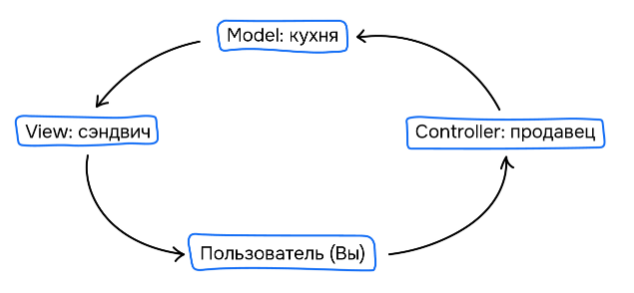 Model: кухня
View: сэндвич
Controller: продавец
Пользователь (Вы)